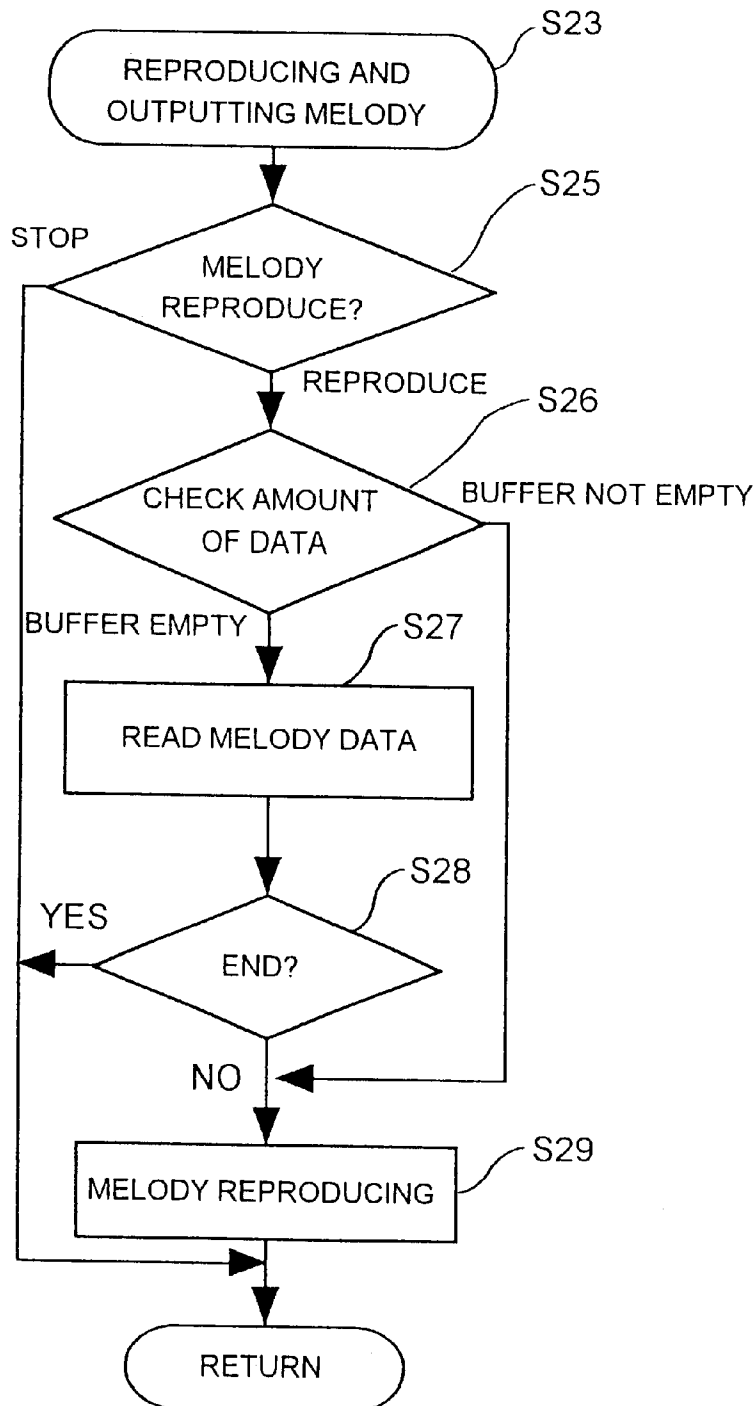 S23
REPRODUCING AND
OUTPUTTING MELODY
S25
STOP
MELODY
REPRODUCE?
REPRODUCE
S26
CHECK AMOUNT
OF DATA
BUFFER NOT EMPTY
BUFFER EMPTY
S27
READ MELODY DATA
S28
YES
END?
NO
S29
MELODY REPRODUCING
RETURN